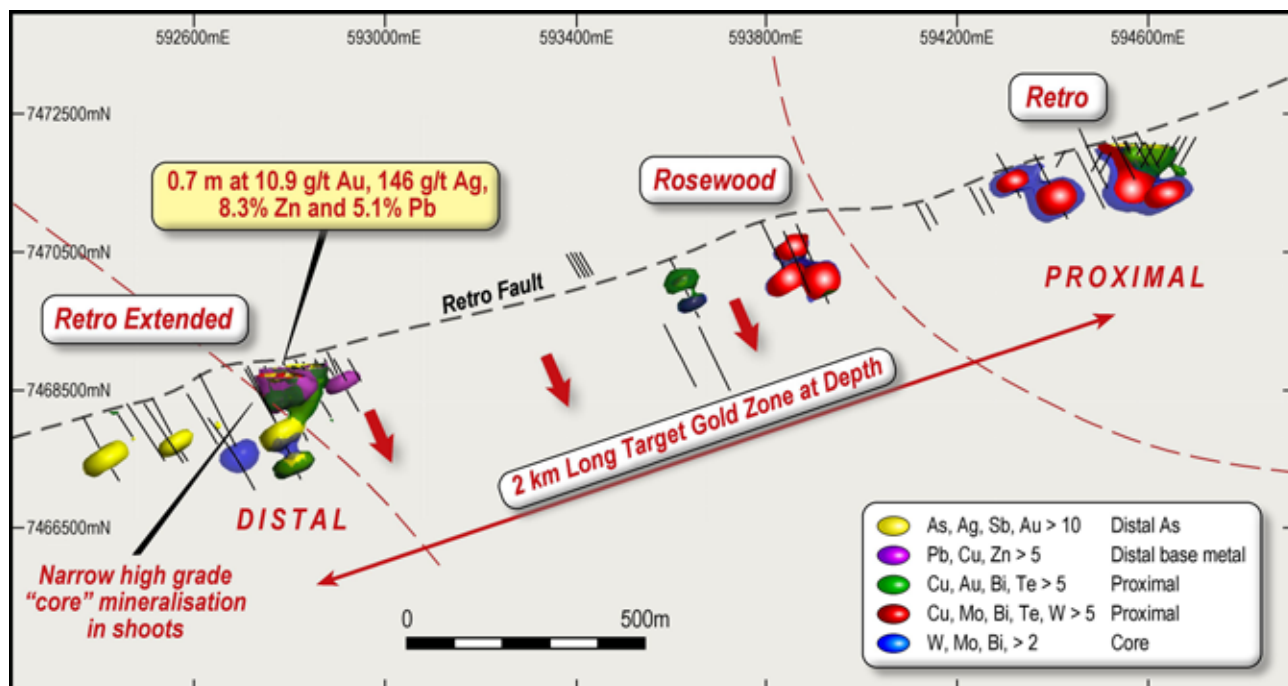 592600mE 593000mE 593400mE 593800mE 594200mE 594600mE
7472500mN
7470500mN
7468500mN
7466500mN
Retro
Rosewood
0.7 m at 10.9 g/t Au, 146 g/t Ag,
8.3% Zn and 5.1% Pb
Retro Extended
Retro Fault
PROXIMAL
2 km Long Target Gold Zone at Depth
DISTAL
Narrow high grade
“core” mineralisation
in shoots
0 500m
As, Ag, Sb, Au > 10 Distal As
Pb, Cu, Zn > 5 Distal base metal
Cu, Au, Bi, Te > 5 Proximal
Cu, Mo, Bi, Te, W > 5 Proximal
W, Mo, Bi, > 2 Core